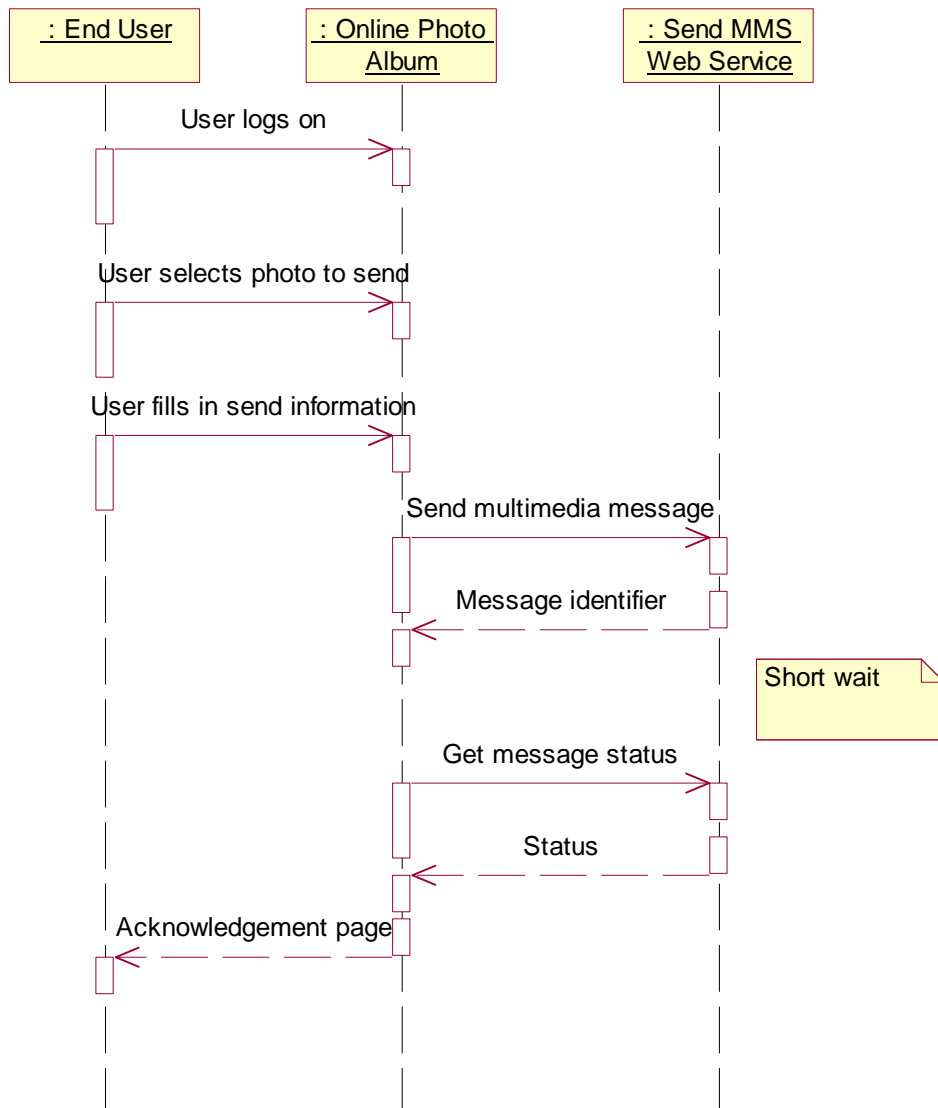 : End User
: Online Photo
Album
: Send MMS
Web Service
User logs on
User selects photo to send
User fills in send information
Send multimedia message
Message identifier
Short wait
Get message status
Status
Acknowledgement page